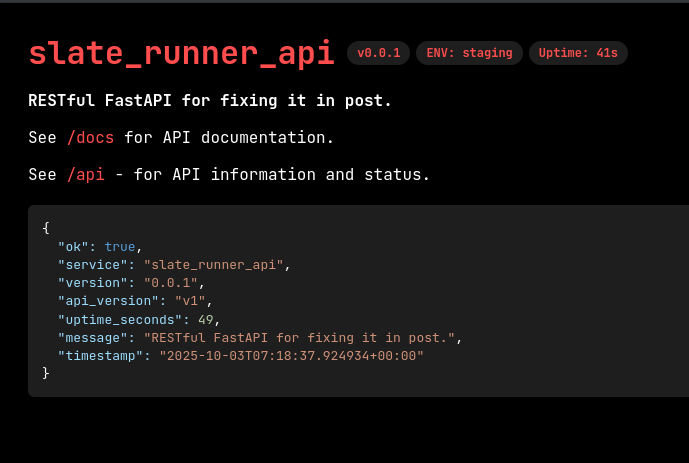 slate_runner_api v0.0.1 ENV: staging Uptime: 41s
RESTful FastAPI for fixing it in post.
See /docs for API documentation.
See /api - for API information and status.
{
  "ok": true,
  "service": "slate_runner_api",
  "version": "0.0.1",
  "api_version": "v1",
  "uptime_seconds": 49,
  "message": "RESTful FastAPI for fixing it in post.",
  "timestamp": "2025-10-03T07:18:37.924934+00:00"
}